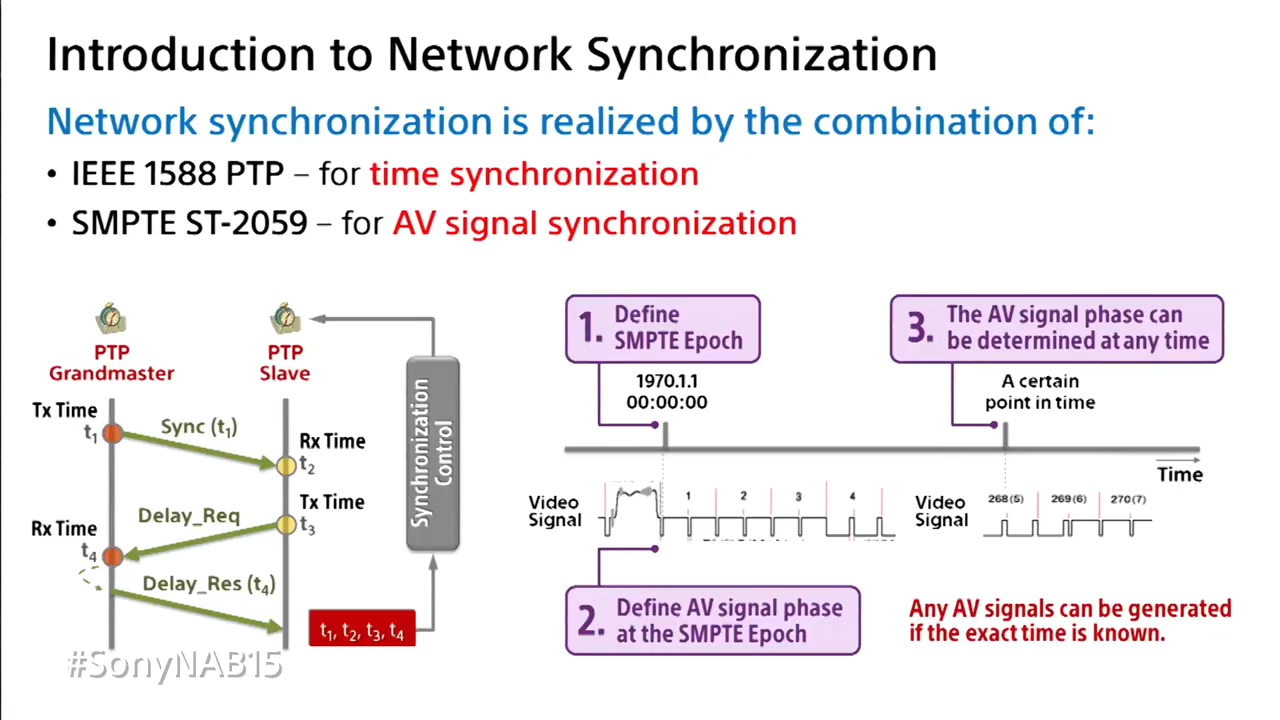 Introduction to Network Synchronization
Network synchronization is realized by the combination of:
• IEEE 1588 PTP – for time synchronization
• SMPTE ST-2059 – for AV signal synchronization
PTP
Grandmaster
PTP
Slave
Tx Time
t1
Sync (t1)
Rx Time
t2
Tx Time
t3
Delay_Req
Rx Time
t4
Delay_Res (t4)
t1, t2, t3, t4
Synchronization
Control
1. Define
SMPTE Epoch
1970.1.1
00:00:00
3. The AV signal phase can
be determined at any time
A certain
point in time
Time
Video
Signal
1 2 3 4
Video
Signal
268(5) 269(6) 270(7)
2. Define AV signal phase
at the SMPTE Epoch
Any AV signals can be generated
if the exact time is known.
#SonyNAB15